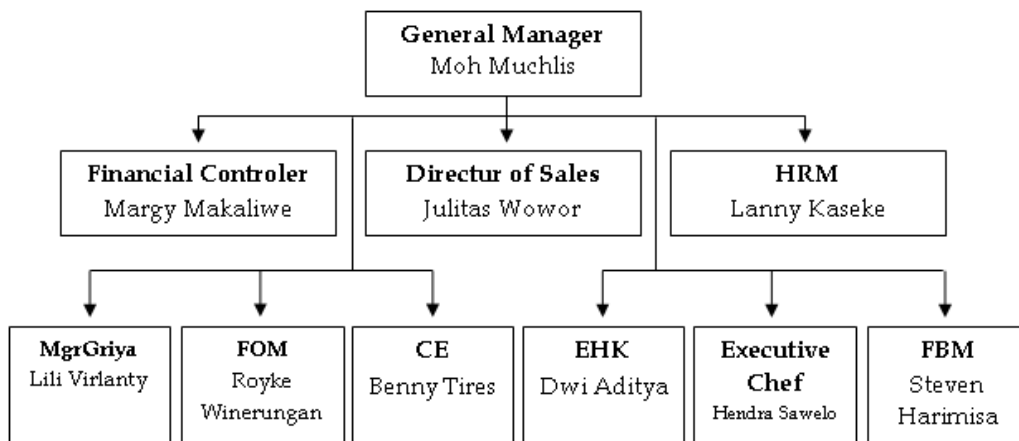 General Manager
Moh Muchlis
Financial Controler
Margy Makaliwe
Directur of Sales
Julitas Wowor
HRM
Lanny Kaseke
MgrGriya
Lili Virlanty
FOM
Royke
Winerungan
CE
Benny Tires
EHK
Dwi Aditya
Executive
Chef
Hendra Sawelo
FBM
Steven
Harimisa